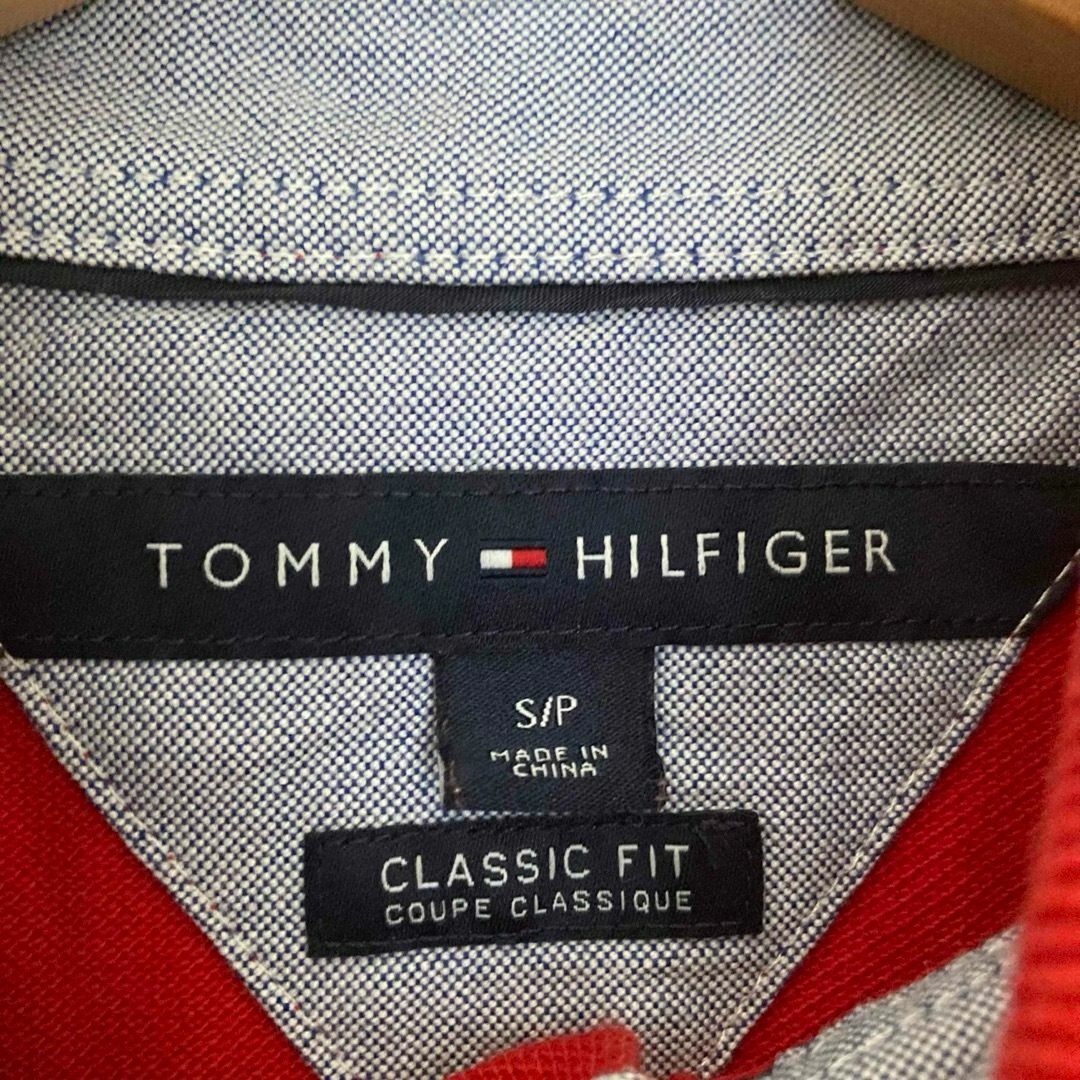 TOMMY HILFIGER
S/P
MADE IN
CHINA
CLASSIC FIT
COUPE CLASSIQUE